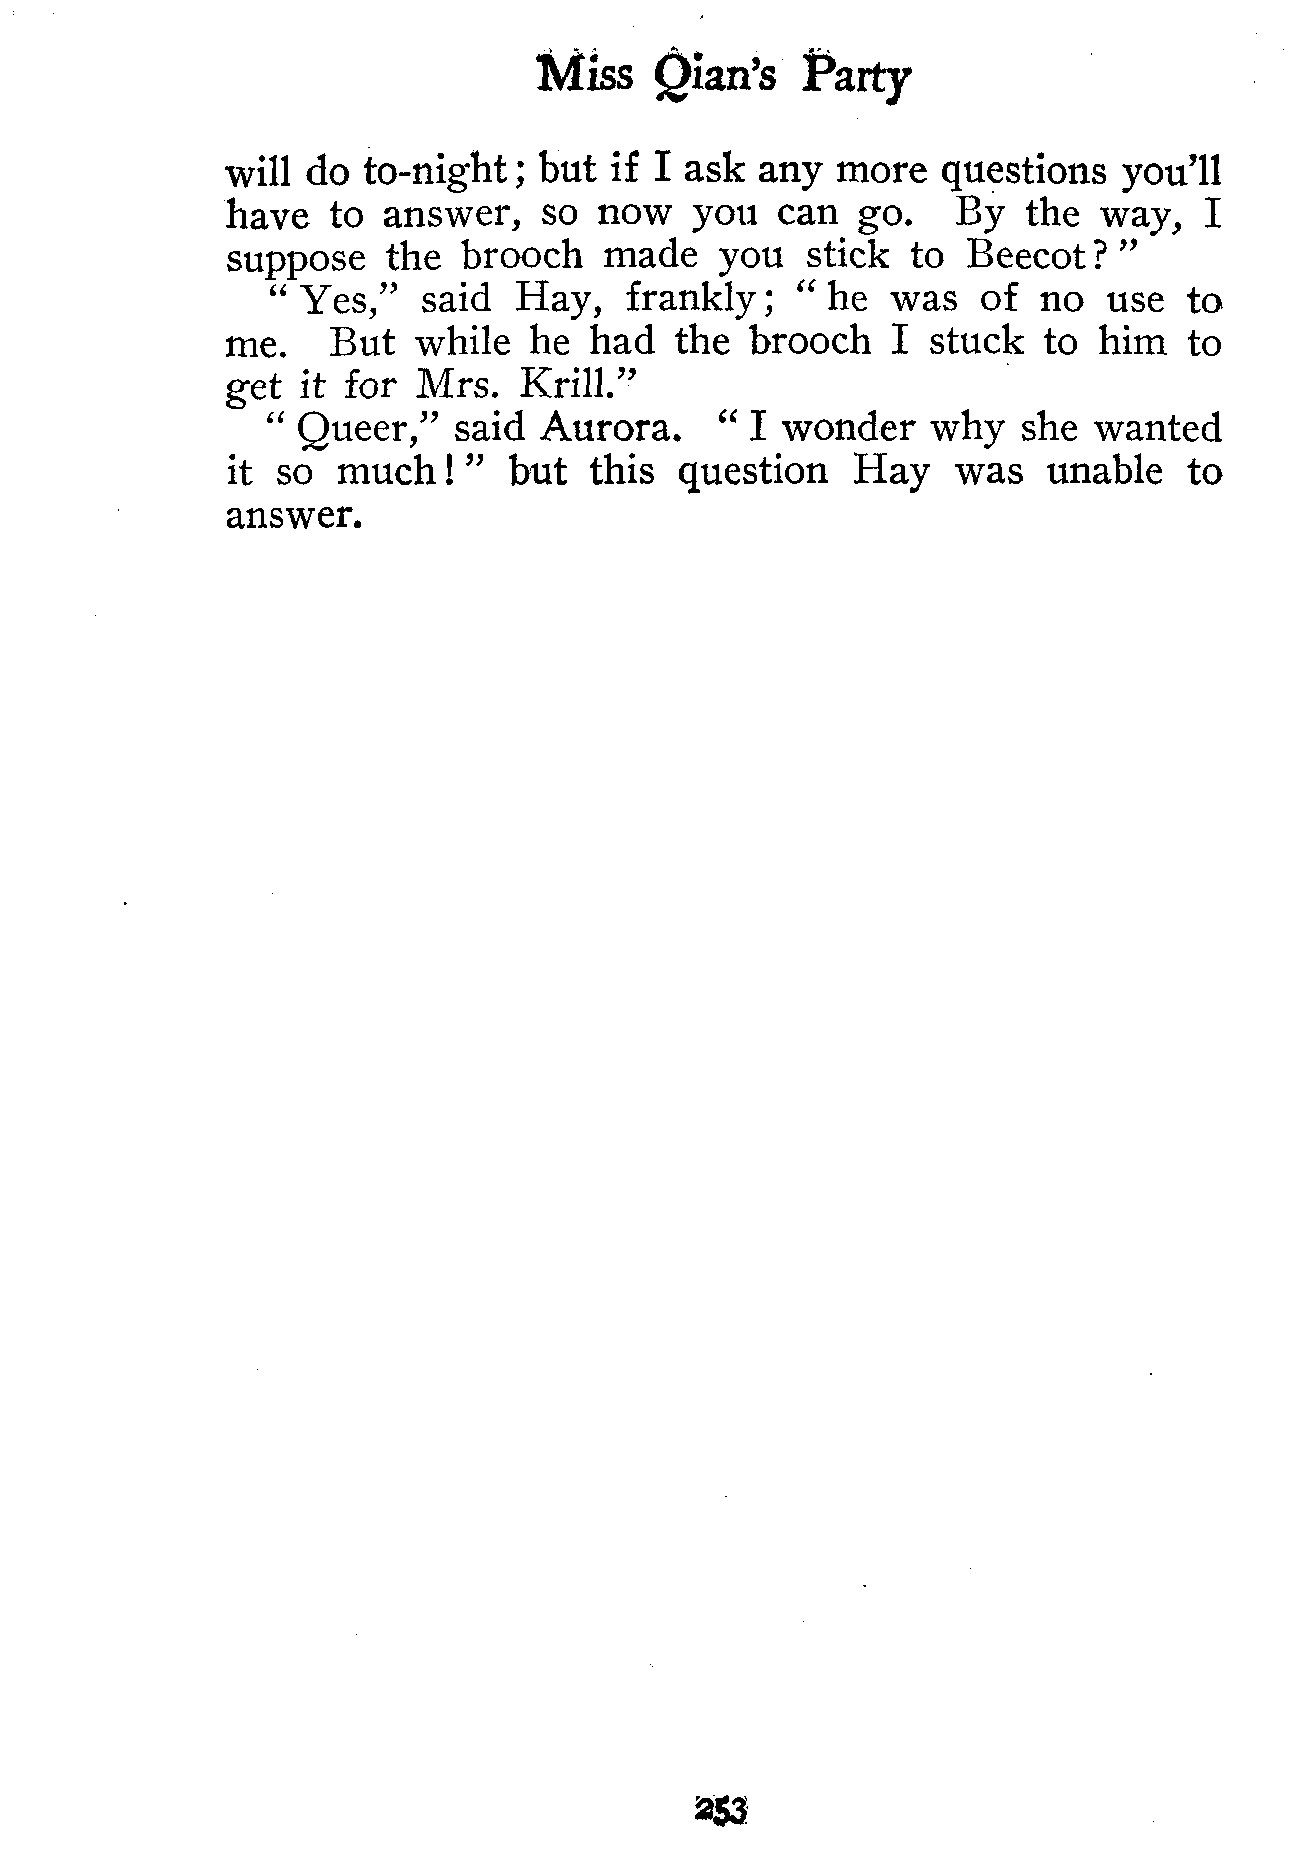 Miss Qian's Party
will do to-night; but if I ask any more questions you'll
have to answer, so now you can go. By the way, I
suppose the brooch made you stick to Beecot?"
"Yes," said Hay, frankly; "he was of no use to
me. But while he had the brooch I stuck to him to
get it for Mrs. Krill."
"Queer," said Aurora. "I wonder why she wanted
it so much!" but this question Hay was unable to
answer.
253